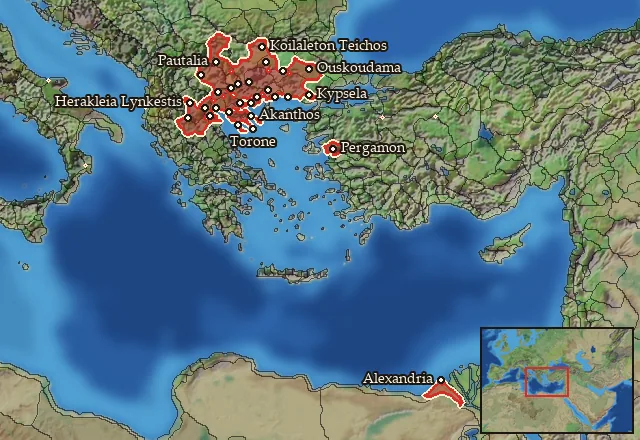 Koilaleton Teichos
Pautalia
Ouskoudama
Kypsela
Herakleia Lynkestis
Akanthos
Torone
Pergamon
Alexandria